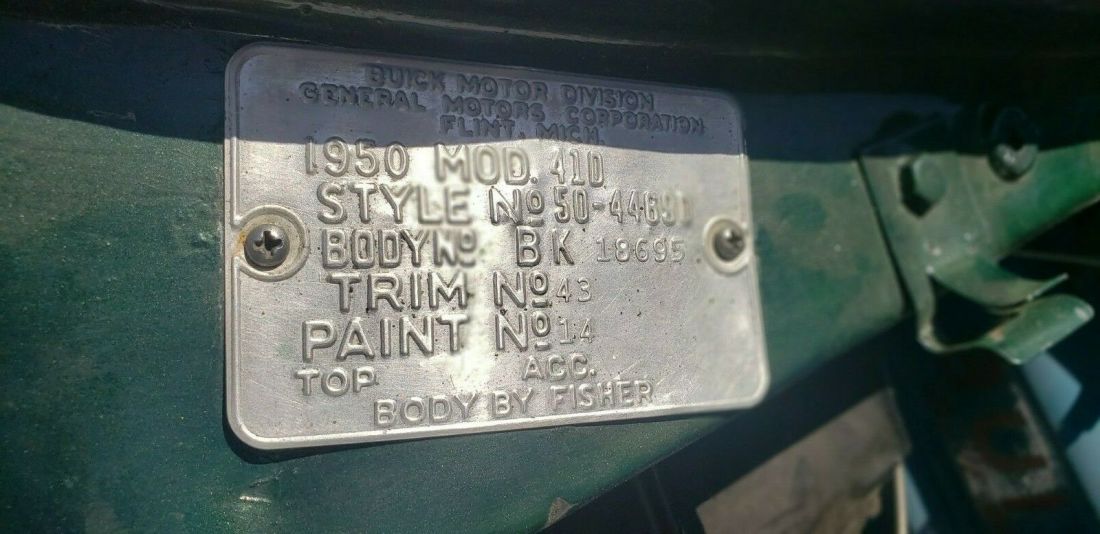 BUICK MOTOR DIVISION
GENERAL MOTORS CORPORATION
FLINT, MICH.
1950 MOD. 41D
STYLE No 50-4469D
BODY No. BK 18695
TRIM No 43
PAINT No 14
TOP ACC.
BODY BY FISHER